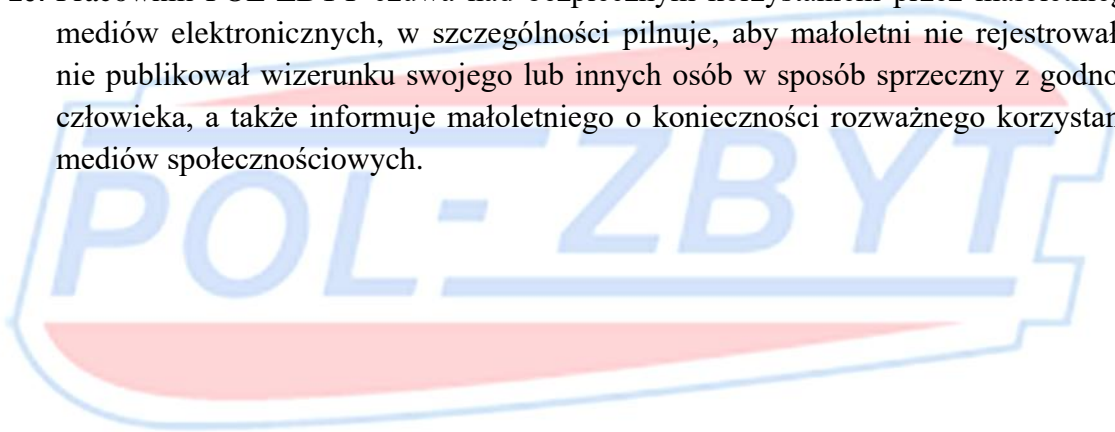 mediów elektronicznych, w szczególności pilnuje, aby małoletni nie rejestrował
nie publikował wizerunku swojego lub innych osób w sposób sprzeczny z godno
człowieka, a także informuje małoletniego o konieczności rozważnego korzystan
mediów społecznościowych.
POL-ZBYT